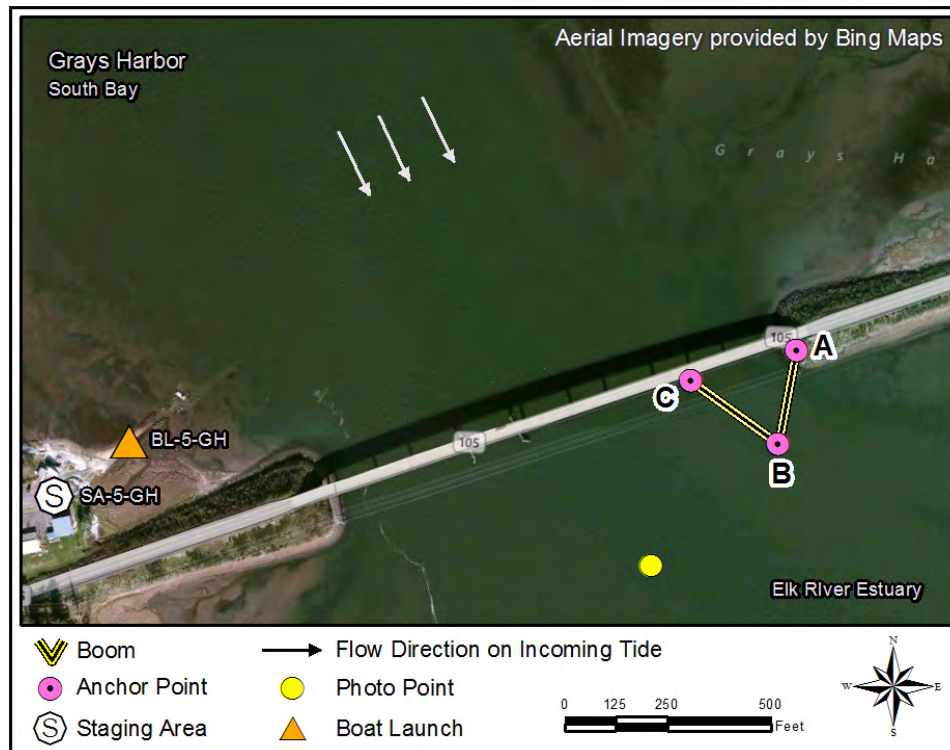 Aerial Imagery provided by Bing Maps
Grays Harbor
South Bay
G r a y s H a
105
A
C
105
B
BL-5-GH
S
SA-5-GH
Elk RIver Estuary
Boom
Flow Direction on Incoming Tide
Anchor Point
Photo Point
S
Staging Area
Boat Launch
0 125 250 500
Feet
N
W E
S